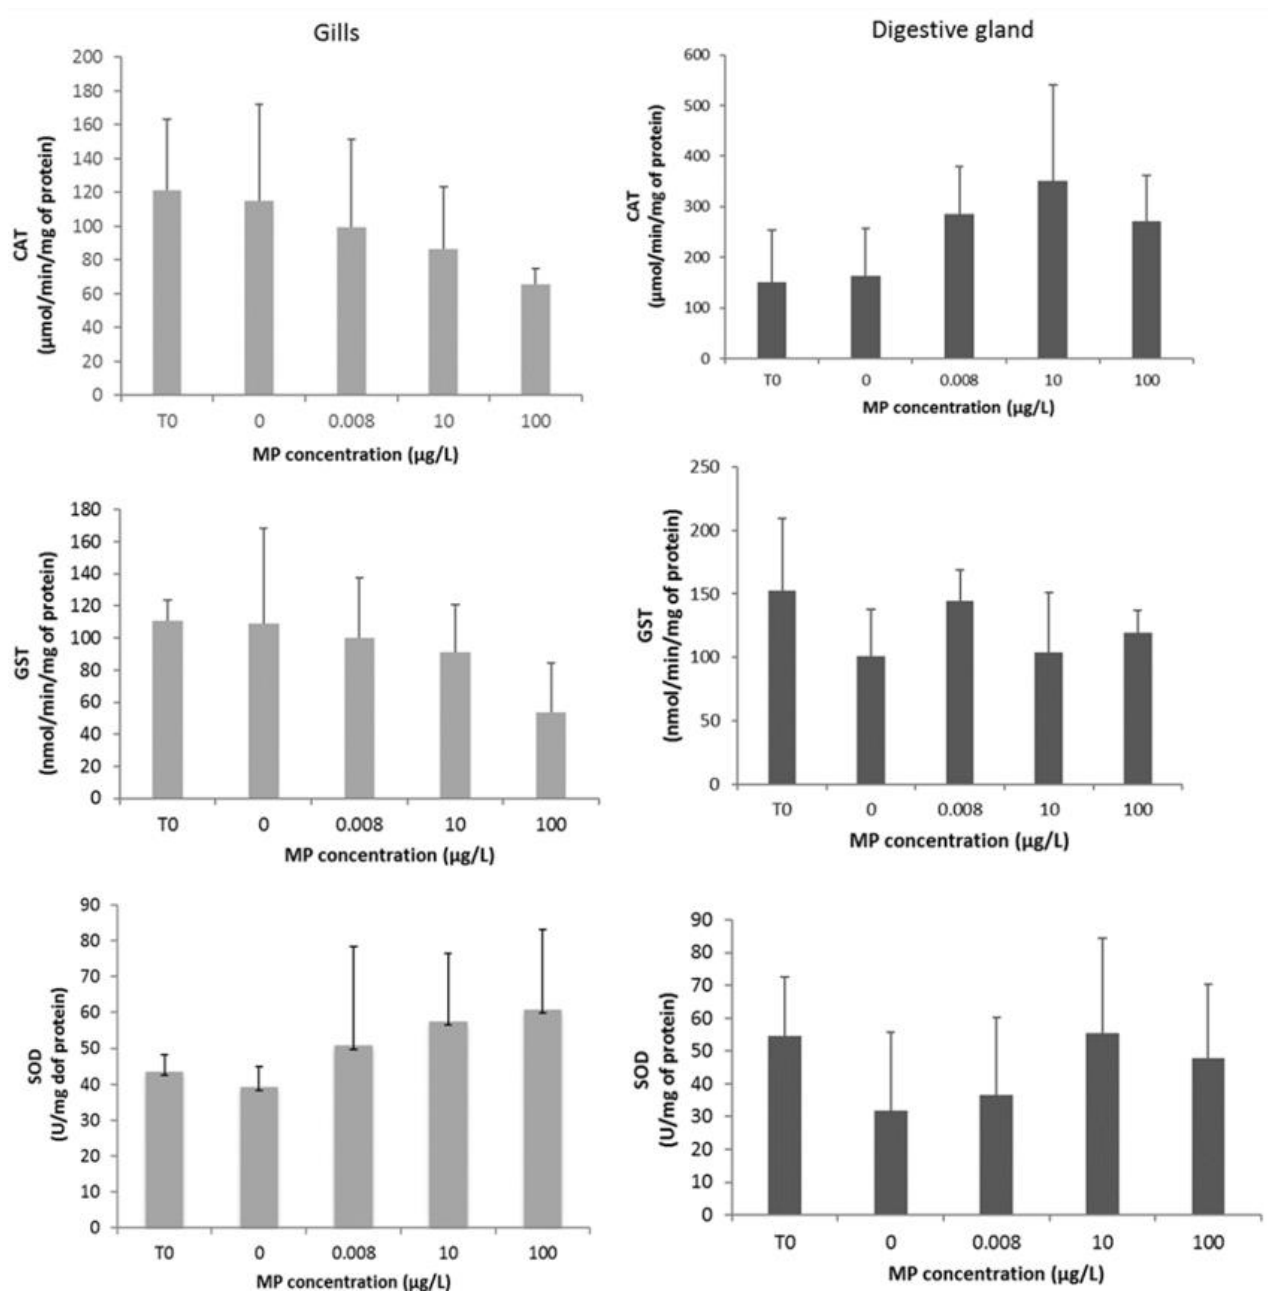 Gills
CAT
(µmol/min/mg of protein)
200
180
160
140
120
100
80
60
40
20
0
T0 0 0.008 10 100
MP concentration (µg/L)
Digestive gland
CAT
(µmol/min/mg of protein)
600
500
400
300
200
100
0
T0 0 0.008 10 100
MP concentration (µg/L)
GST
(nmol/min/mg of protein)
180
160
140
120
100
80
60
40
20
0
T0 0 0.008 10 100
MP concentration (µg/L)
GST
(nmol/min/mg of protein)
250
200
150
100
50
0
T0 0 0.008 10 100
MP concentration (µg/L)
SOD
(U/mg dof protein)
90
80
70
60
50
40
30
20
10
0
T0 0 0.008 10 100
MP concentration (µg/L)
SOD
(U/mg of protein)
90
80
70
60
50
40
30
20
10
0
T0 0 0.008 10 100
MP concentration (µg/L)